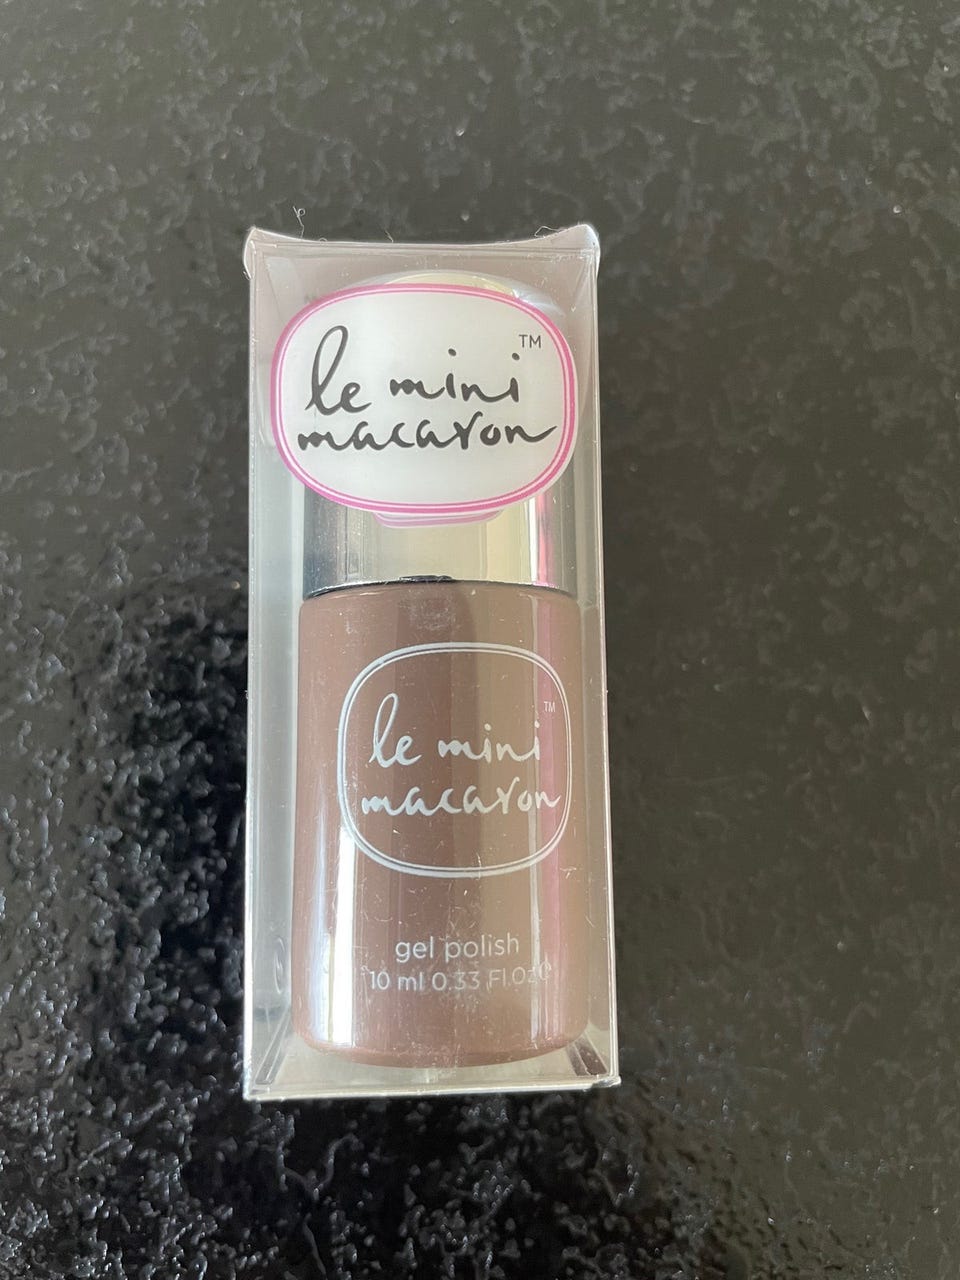 le mini
TM
macaron
le mini
TM
macaron
gel polish
10 ml 0.33 Fl.Oz ℮